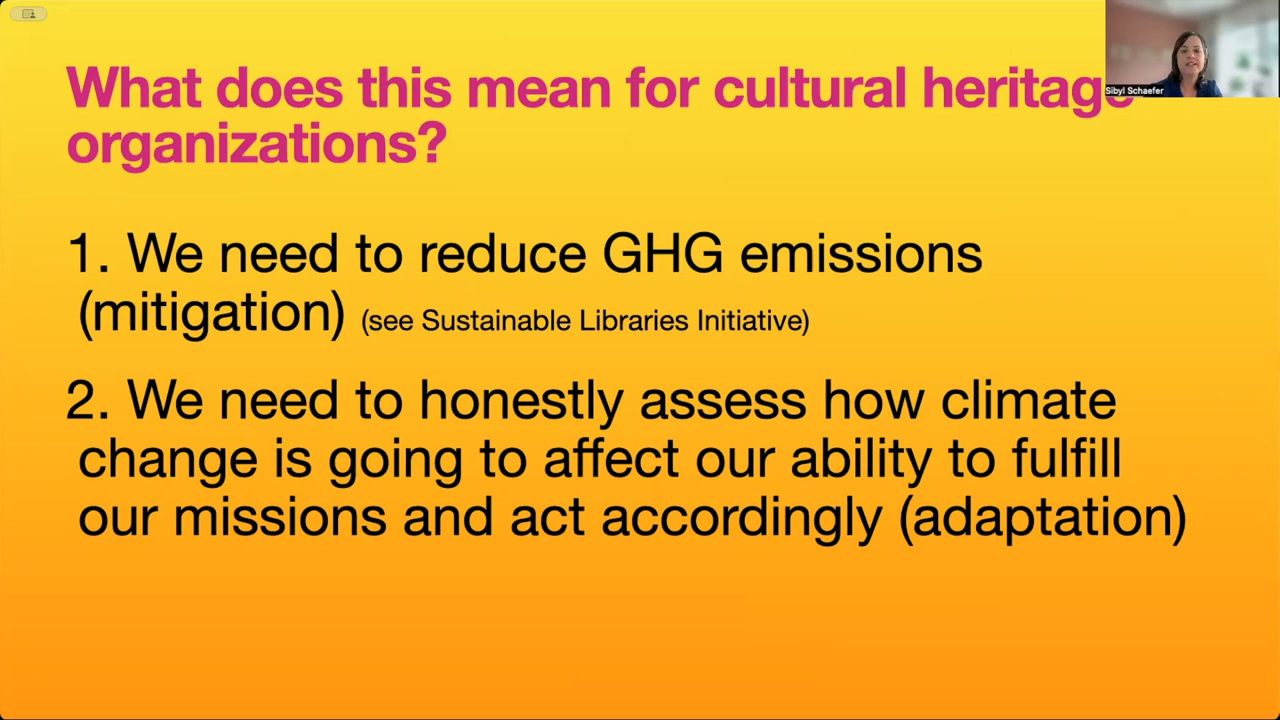 What does this mean for cultural heritage
organizations?
Sibyl Schaefer
1. We need to reduce GHG emissions
(mitigation) (see Sustainable Libraries Initiative)
2. We need to honestly assess how climate
change is going to affect our ability to fulfill
our missions and act accordingly (adaptation)